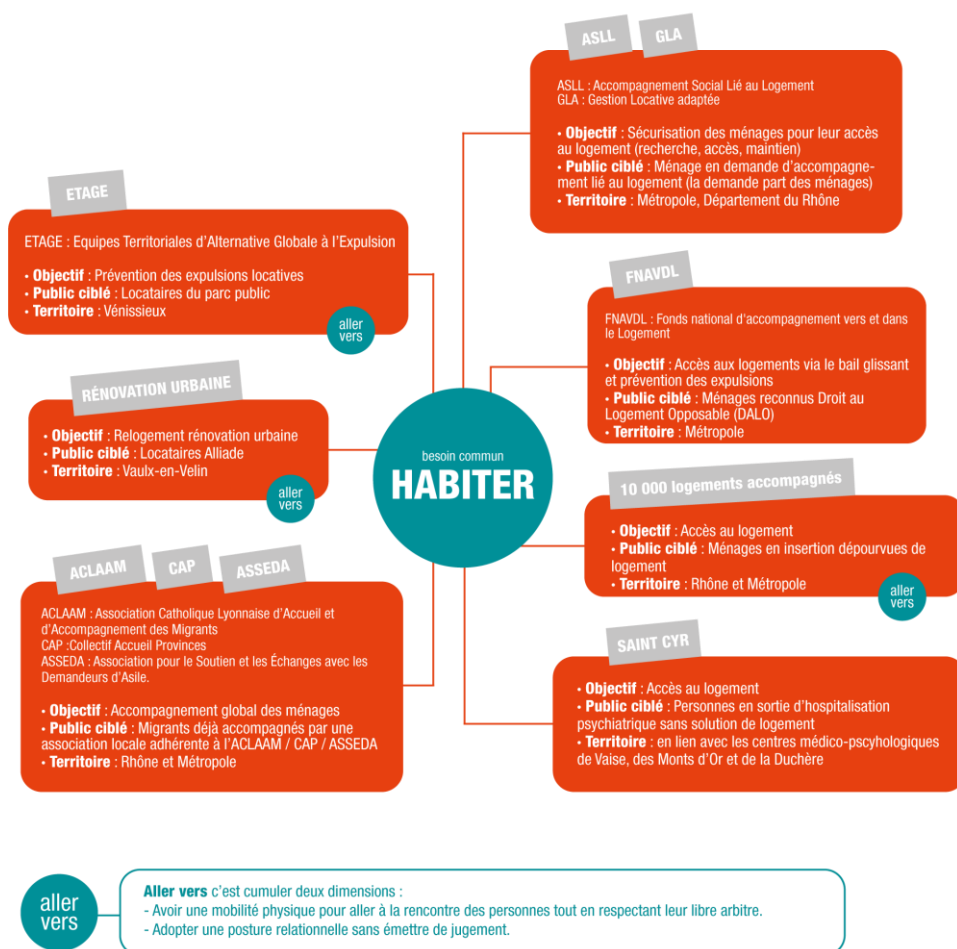 ASLL
GLA
ASLL : Accompagnement Social Lié au Logement
GLA : Gestion Locative adaptée
• Objectif : Sécurisation des ménages pour leur accès
au logement (recherche, accès, maintien)
• Public ciblé : Ménage en demande d'accompagne-
ment lié au logement (la demande part des ménages)
• Territoire : Métropole, Département du Rhône
ETAGE
ETAGE : Equipes Territoriales d'Alternative Globale à l'Expulsion
• Objectif : Prévention des expulsions locatives
• Public ciblé : Locataires du parc public
• Territoire : Vénissieux
aller
vers
FNAVDL
FNAVDL : Fonds national d'accompagnement vers et dans
le Logement
• Objectif : Accès aux logements via le bail glissant
et prévention des expulsions
• Public ciblé : Ménages reconnus Droit au
Logement Opposable (DALO)
• Territoire : Métropole
RÉNOVATION URBAINE
• Objectif : Relogement rénovation urbaine
• Public ciblé : Locataires Alliade
• Territoire : Vaulx-en-Velin
aller
vers
besoin commun
HABITER
10 000 logements accompagnés
• Objectif : Accès au logement
• Public ciblé : Ménages en insertion dépourvues de
logement
• Territoire : Rhône et Métropole
aller
vers
ACLAAM
CAP
ASSEDA
ACLAAM : Association Catholique Lyonnaise d'Accueil et
d'Accompagnement des Migrants
CAP :Collectif Accueil Provinces
ASSEDA : Association pour le Soutien et les Échanges avec les
Demandeurs d'Asile.
• Objectif : Accompagnement global des ménages
• Public ciblé : Migrants déjà accompagnés par une
association locale adhérente à l'ACLAAM / CAP / ASSEDA
• Territoire : Rhône et Métropole
SAINT CYR
• Objectif : Accès au logement
• Public ciblé : Personnes en sortie d'hospitalisation
psychiatrique sans solution de logement
• Territoire : en lien avec les centres médico-pscyhologiques
de Vaise, des Monts d'Or et de la Duchère
aller
vers
Aller vers c'est cumuler deux dimensions :
- Avoir une mobilité physique pour aller à la rencontre des personnes tout en respectant leur libre arbitre.
- Adopter une posture relationnelle sans émettre de jugement.